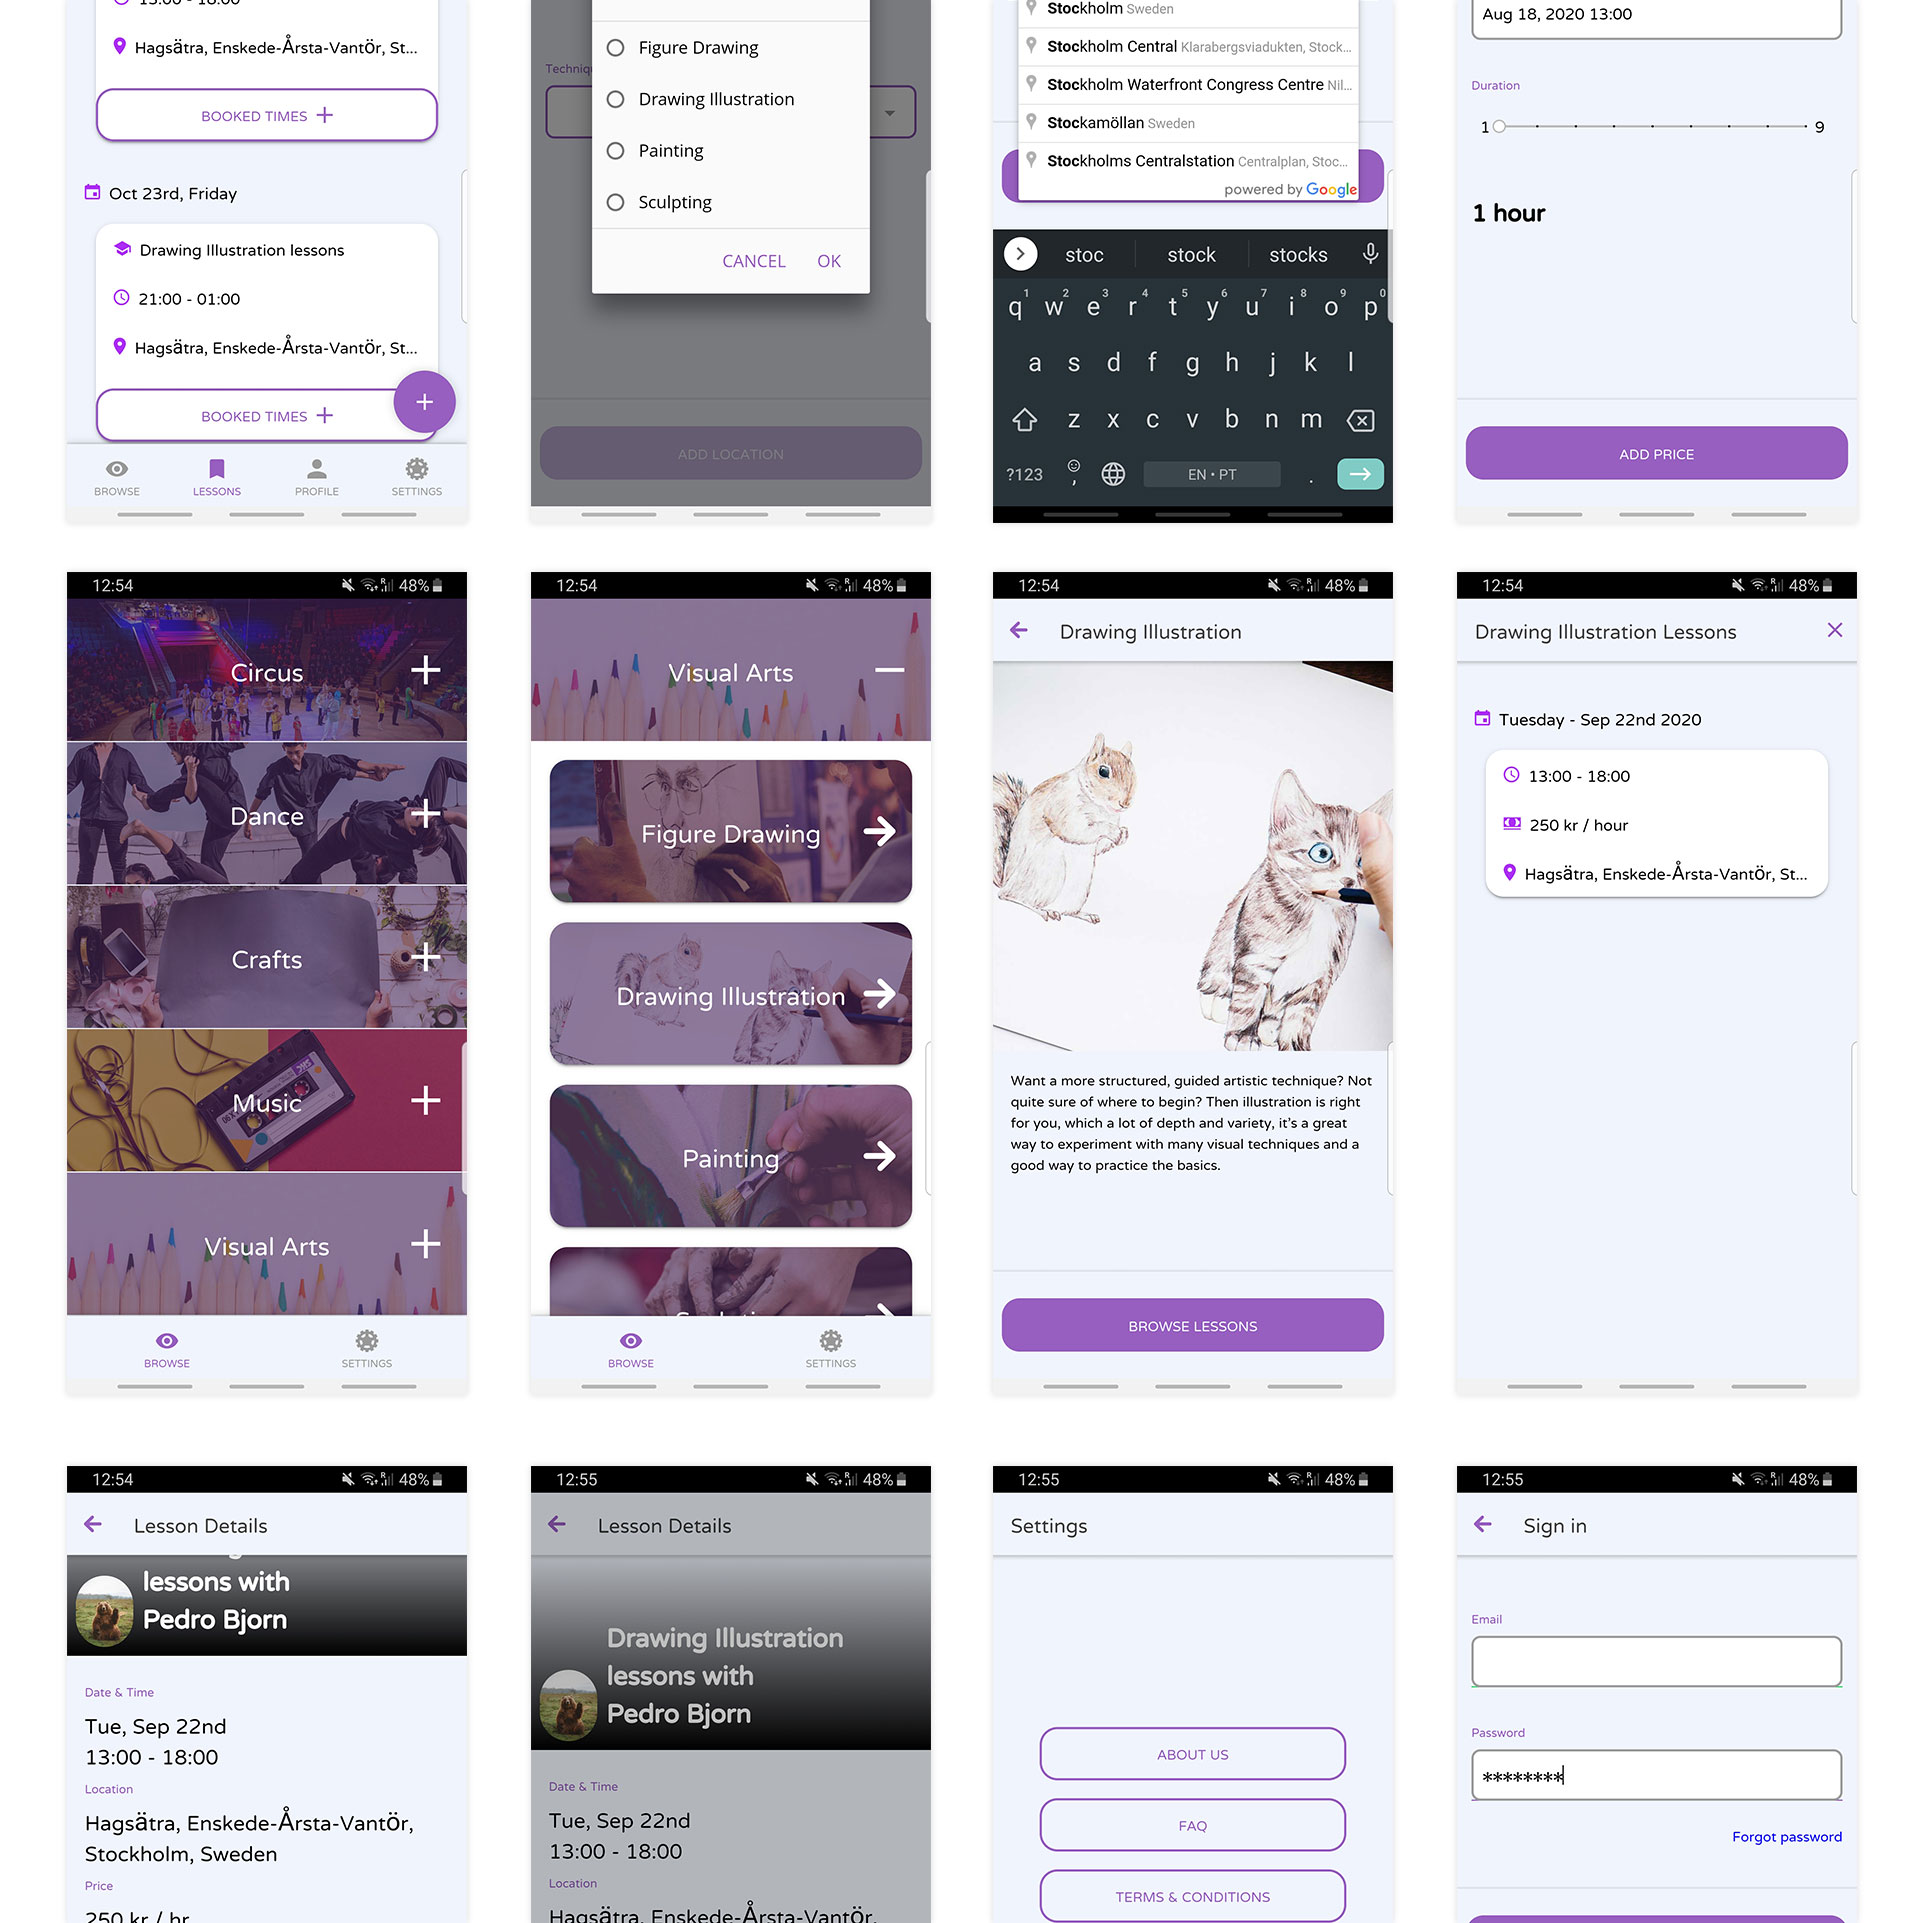 Hagsätra, Enskede-Årsta-Vantör, St...
BOOKED TIMES
Oct 23rd, Friday
Drawing Illustration lessons
21:00 - 01:00
Hagsätra, Enskede-Årsta-Vantör, St...
BOOKED TIMES
BROWSE
LESSONS
PROFILE
SETTINGS
Figure Drawing
Drawing Illustration
Painting
Sculpting
CANCEL OK
ADD LOCATION
Stockholm Sweden
Stockholm Central Klarabergsviadukten, Stock...
Stockholm Waterfront Congress Centre Nil...
Stockamöllan Sweden
Stockholms Centralstation Centralplan, Stoc...
powered by Google
stoc stock stocks
q1 w2 e3 r4 t5 y6 u7 i8 o9 p0
a s d f g h j k l
z x c v b n m
?123 , EN • PT .
Aug 18, 2020 13:00
Duration
1 9
1 hour
ADD PRICE
12:54 48%
Circus
Dance
Crafts
Music
Visual Arts
BROWSE
SETTINGS
12:54 48%
Visual Arts
Figure Drawing
Drawing Illustration
Painting
BROWSE
SETTINGS
12:54 48%
Drawing Illustration
Want a more structured, guided artistic technique? Not
quite sure of where to begin? Then illustration is right
for you, which a lot of depth and variety, it's a great
way to experiment with many visual techniques and a
good way to practice the basics.
BROWSE LESSONS
12:54 48%
Drawing Illustration Lessons
Tuesday - Sep 22nd 2020
13:00 - 18:00
250 kr / hour
Hagsätra, Enskede-Årsta-Vantör, St...
12:54 48%
Lesson Details
lessons with
Pedro Bjorn
Date & Time
Tue, Sep 22nd
13:00 - 18:00
Location
Hagsätra, Enskede-Årsta-Vantör,
Stockholm, Sweden
Price
250 kr / hr
12:55 48%
Lesson Details
Drawing Illustration
lessons with
Pedro Bjorn
Date & Time
Tue, Sep 22nd
13:00 - 18:00
Location
Hagsätra, Enskede-Årsta-Vantör,
12:55 48%
Settings
ABOUT US
FAQ
TERMS & CONDITIONS
12:55 48%
Sign in
Email
Password
********
Forgot password